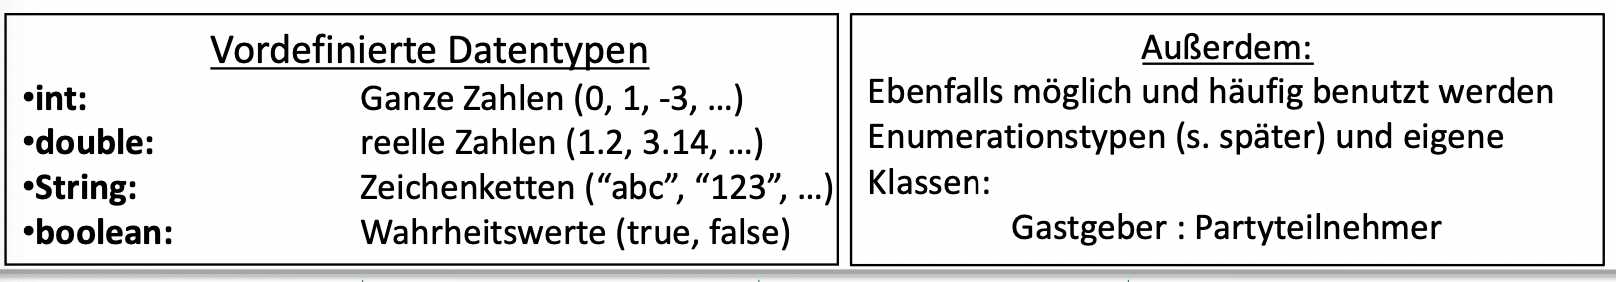 Vordefinierte Datentypen
•int: Ganze Zahlen (0, 1, -3, …)
•double: reelle Zahlen (1.2, 3.14, …)
•String: Zeichenketten (“abc”, “123”, …)
•boolean: Wahrheitswerte (true, false)
Außerdem:
Ebenfalls möglich und häufig benutzt werden
Enumerationstypen (s. später) und eigene
Klassen:
Gastgeber : Partyteilnehmer